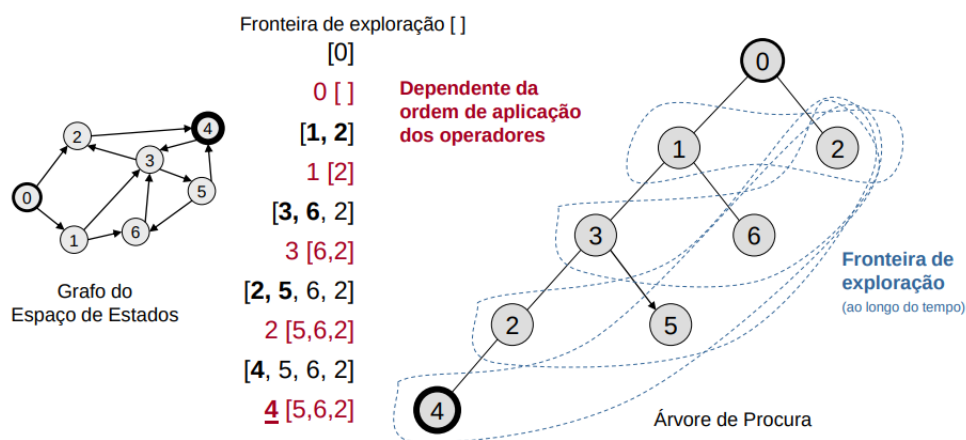 Fronteira de exploração [ ]
[0]
0 [ ]
[1, 2]
1 [2]
[3, 6, 2]
3 [6,2]
[2, 5, 6, 2]
2 [5,6,2]
[4, 5, 6, 2]
4 [5,6,2]
Dependente da
ordem de aplicação
dos operadores
0
2
4
3
5
1
6
Grafo do
Espaço de Estados
0
1
2
3
6
2
5
4
Fronteira de
exploração
(ao longo do tempo)
Árvore de Procura